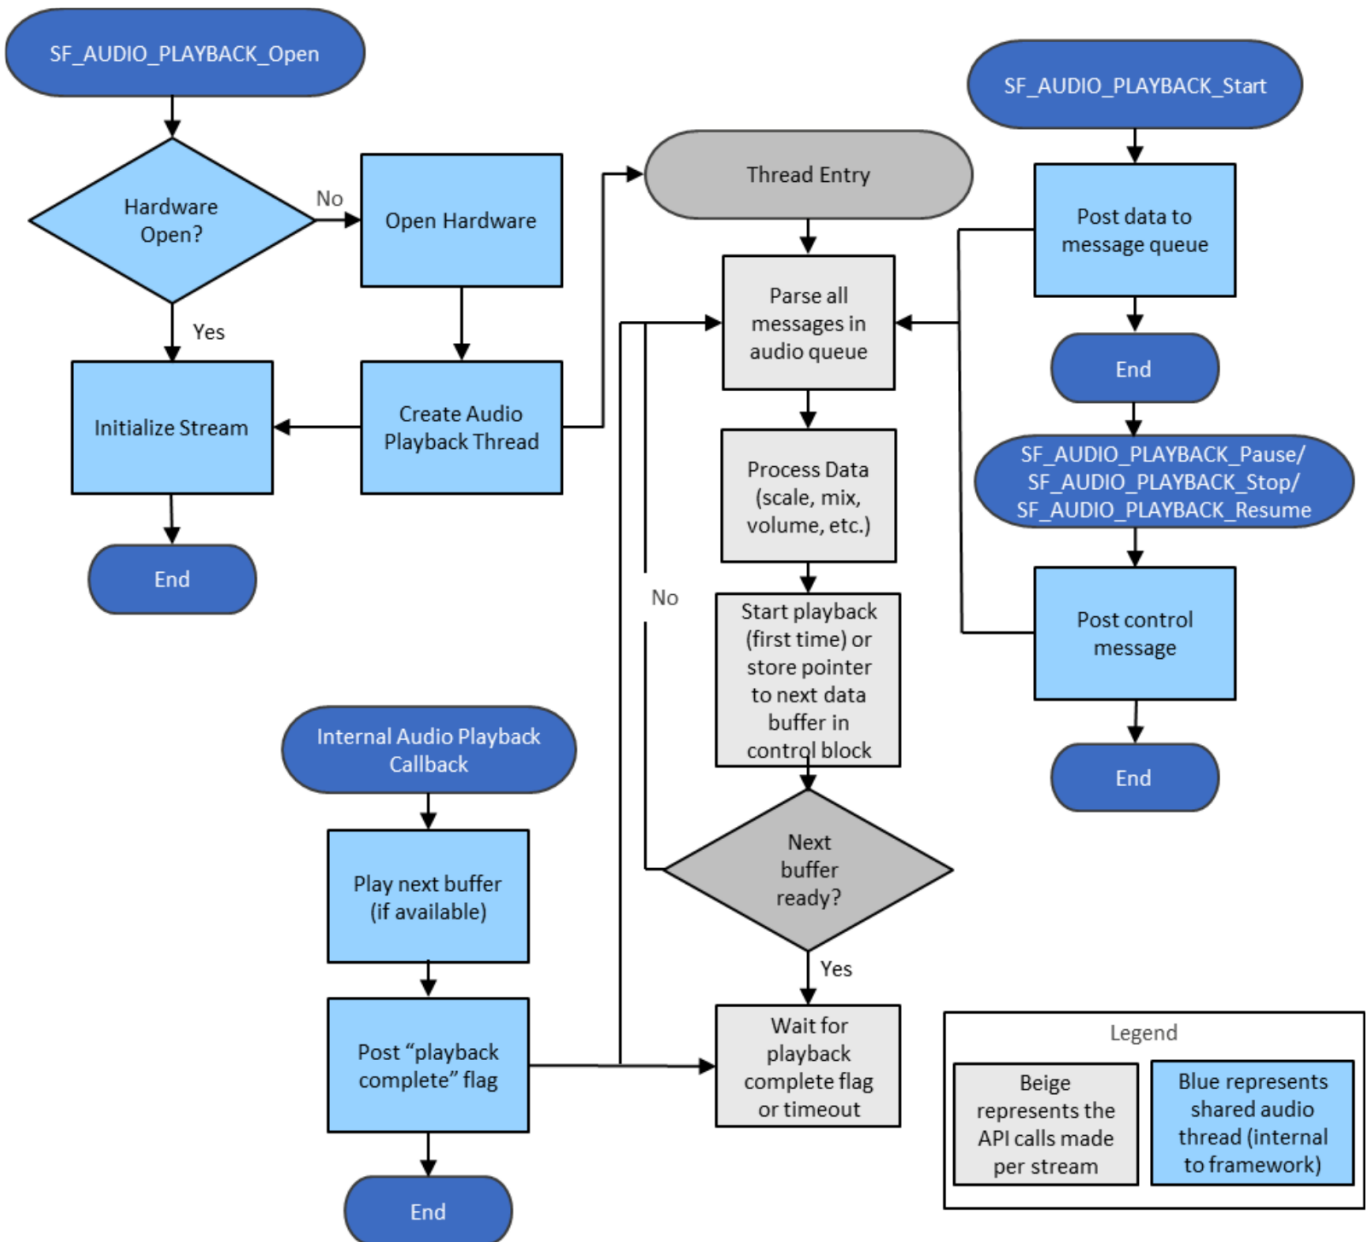 SF_AUDIO_PLAYBACK_Open
Hardware
Open?
No
Open Hardware
Yes
Initialize Stream
Create Audio
Playback Thread
End
Thread Entry
Parse all
messages in
audio queue
Process Data
(scale, mix,
volume, etc.)
Start playback
(first time) or
store pointer
to next data
buffer in
control block
No
Next
buffer
ready?
Yes
Wait for
playback
complete flag
or timeout
SF_AUDIO_PLAYBACK_Start
Post data to
message queue
End
SF_AUDIO_PLAYBACK_Pause/
SF_AUDIO_PLAYBACK_Stop/
SF_AUDIO_PLAYBACK_Resume
Post control
message
End
Internal Audio Playback
Callback
Play next buffer
(if available)
Post “playback
complete” flag
End
Legend
Beige
represents the
API calls made
per stream
Blue represents
shared audio
thread (internal
to framework)